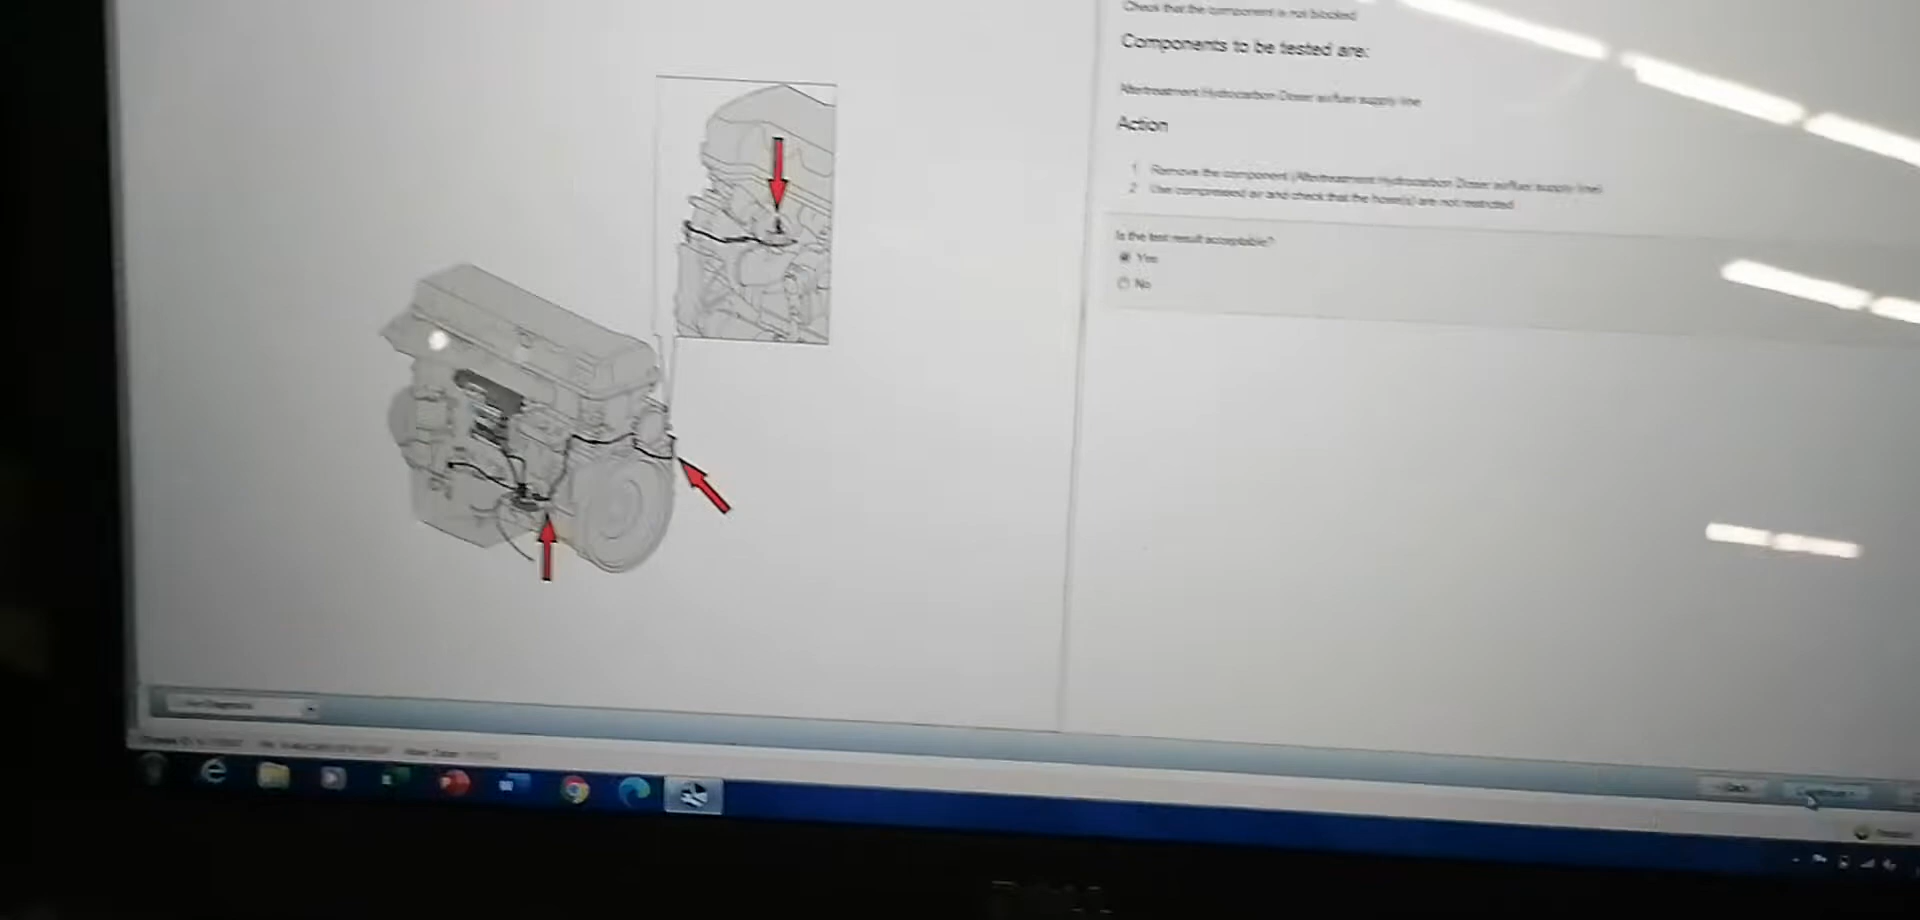 Check that the component is not blocked
Components to be tested are:
Aftertreatment Hydrocarbon Doser air/fuel supply line
Action
1 Remove the component (Aftertreatment Hydrocarbon Doser air/fuel supply line)
2 Use compressed air and check that the hose(s) are not restricted
Is the test result acceptable?
Yes
No
< Back
Continue >